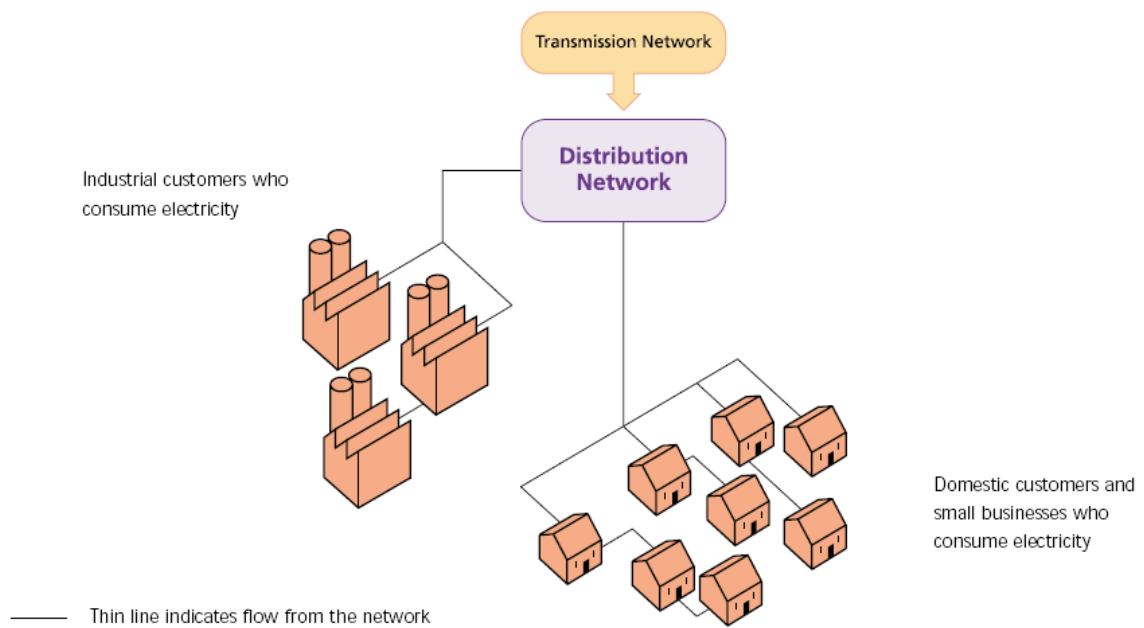 Transmission Network
Distribution
Network
Industrial customers who
consume electricity
Domestic customers and
small businesses who
consume electricity
Thin line indicates flow from the network